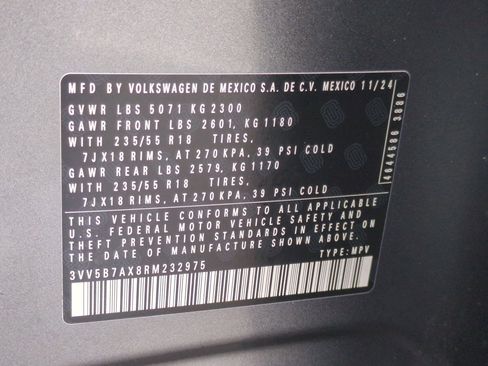 MFD BY VOLKSWAGEN DE MEXICO S.A. DE C.V. MEXICO 11/24
GVWR LBS 5071 KG 2300
GAWR FRONT LBS 2601, KG 1180
WITH 235/55 R18 TIRES,
7JX18 RIMS, AT 270 KPA, 39 PSI COLD
GAWR REAR LBS 2579, KG 1170
WITH 235/55 R18 TIRES,
7JX18 RIMS, AT 270 KPA, 39 PSI COLD
THIS VEHICLE CONFORMS TO ALL APPLICABLE
U.S. FEDERAL MOTOR VEHICLE SAFETY AND
THEFT PREVENTION STANDARDS IN EFFECT ON
THE DATE OF MANUFACTURE SHOWN ABOVE.
3VV5B7AX8RM232975 TYPE: MPV
4644586 3886